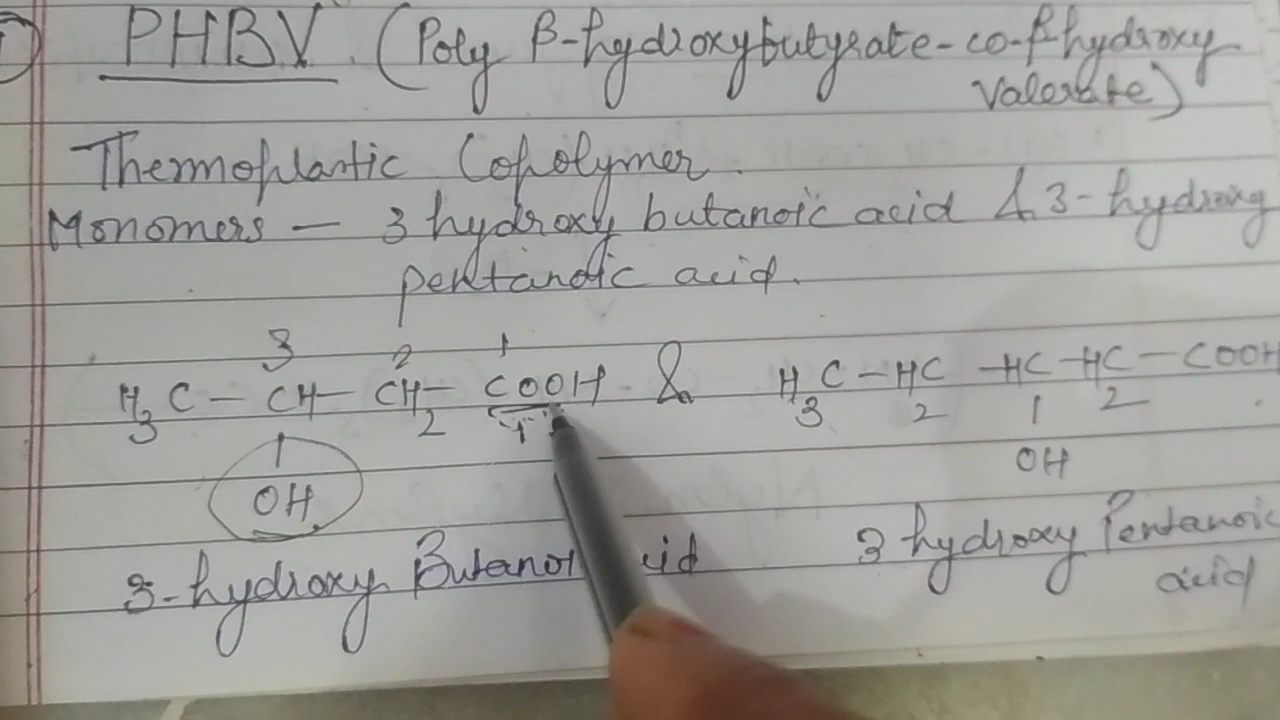 PHBV (Poly β-hydroxybutyrate-co-β hydroxy
Valerate)
Thermoplastic Copolymer.
Monomers — 3 hydroxy butanoic acid & 3-hydroxy
pentanoic acid.
3 2 1
H3C - CH - CH2 - COOH & H3C - H2C - HC - H2C - COOH
OH OH
3-hydroxy Butanoi acid 3 hydroxy Pentanoic
acid